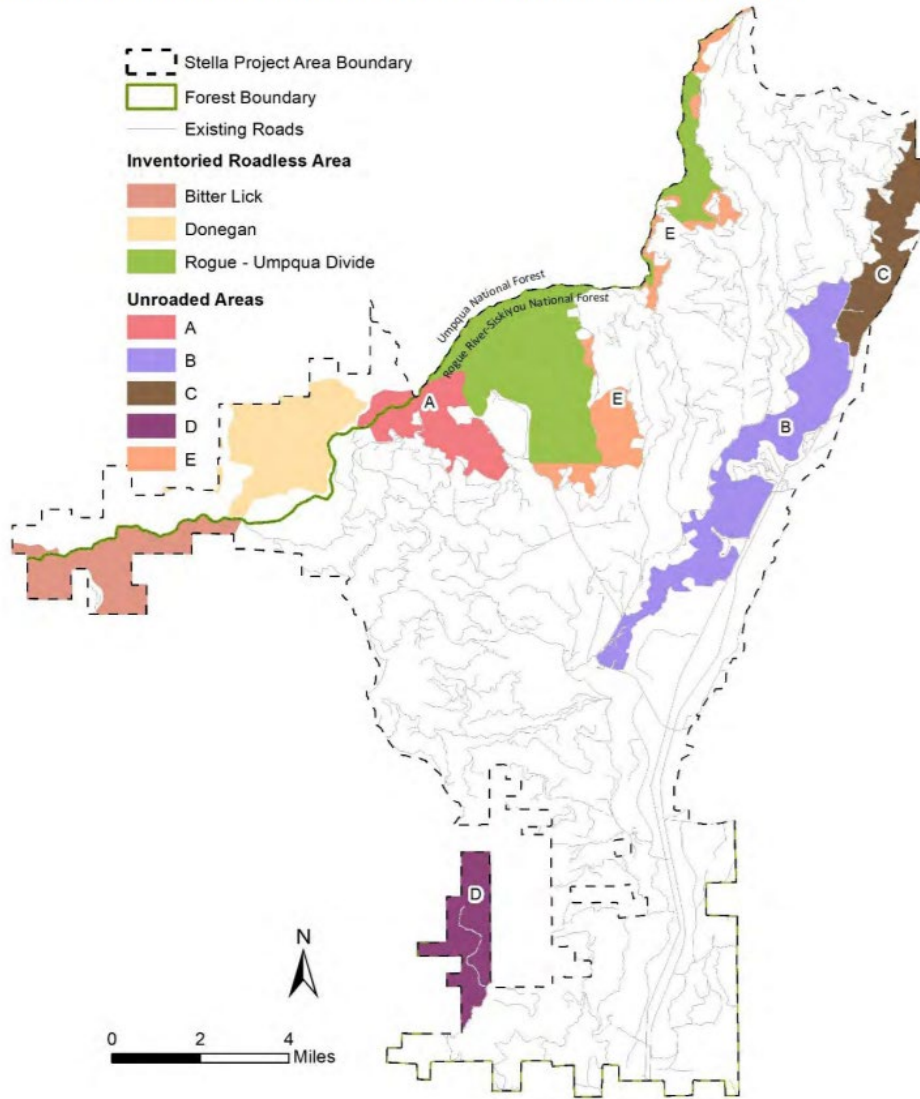 Stella Project Area Boundary
Forest Boundary
Existing Roads
Inventoried Roadless Area
Bitter Lick
Donegan
Rogue - Umpqua Divide
Unroaded Areas
A
B
C
D
E
Umpqua National Forest
Rogue River-Siskiyou National Forest
E
C
A
E
B
D
N
0 2 4
Miles